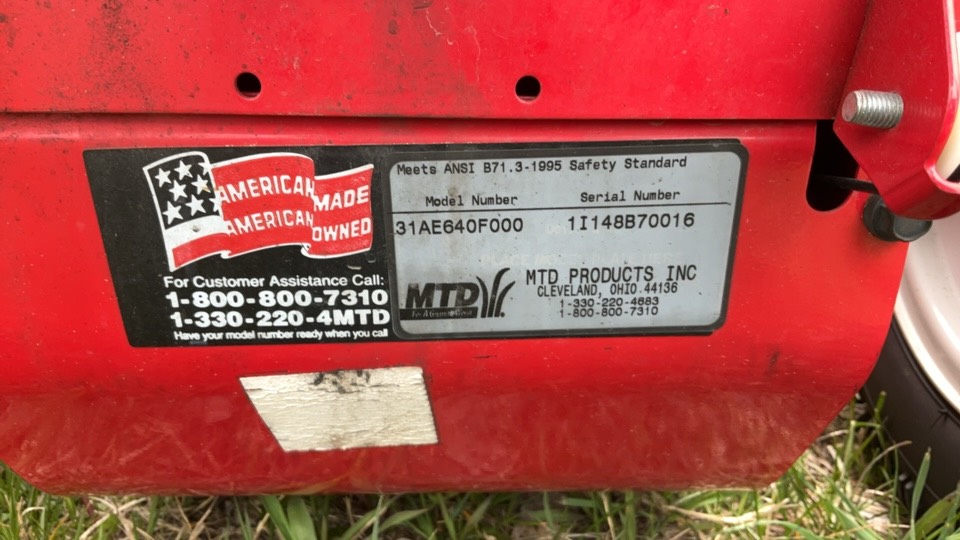 AMERICAN MADE
AMERICAN OWNED
For Customer Assistance Call:
1-800-800-7310
1-330-220-4MTD
Have your model number ready when you call
Meets ANSI B71.3-1995 Safety Standard
Model Number Serial Number
31AE640F000 1I148B70016
MTD
MTD PRODUCTS INC
CLEVELAND, OHIO 44136
1-330-220-4683
1-800-800-7310